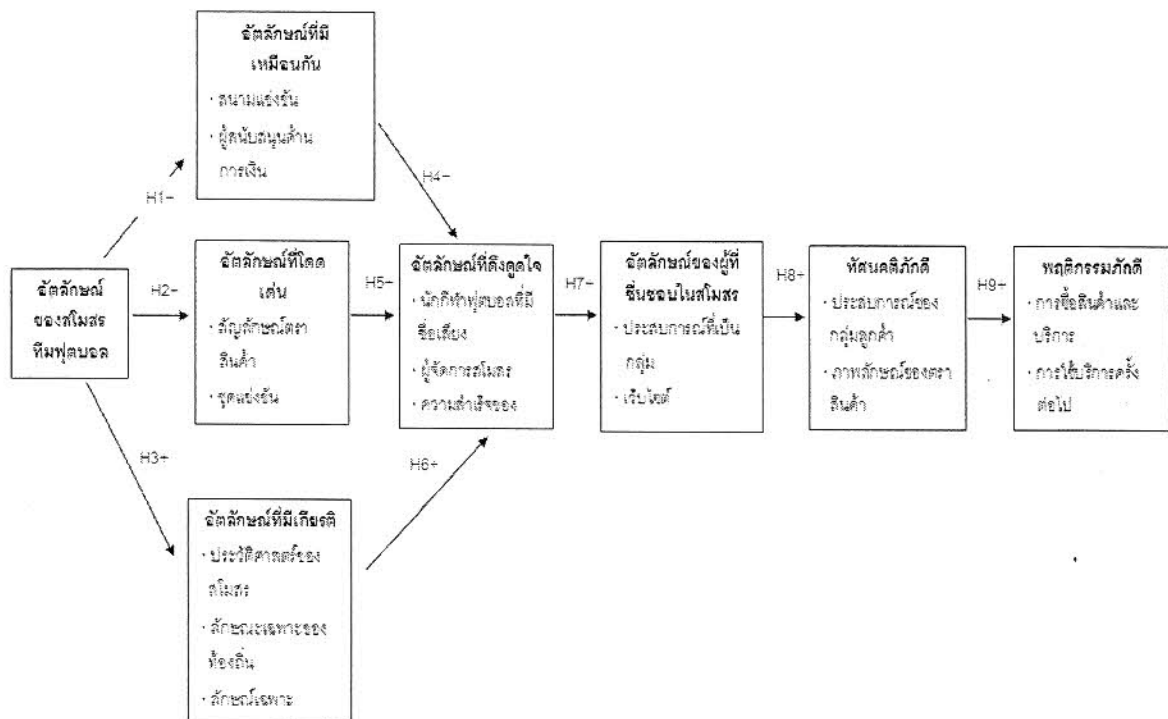 อัตลักษณ์ที่มี
เหมือนกัน
· สนามแข่งขัน
· ผู้สนับสนุนด้าน
การเงิน
H1+
H4+
อัตลักษณ์
ของสโมสร
ทีมฟุตบอล
H2+
อัตลักษณ์ที่โดด
เด่น
· สัญลักษณ์ตรา
สินค้า
· ชุดแข่งขัน
H5+
อัตลักษณ์ที่ดึงดูดใจ
· นักกีฬาฟุตบอลที่มี
ชื่อเสียง
· ผู้จัดการสโมสร
· ความสำเร็จของ
H7+
อัตลักษณ์ของผู้ที่
ชื่นชอบในสโมสร
· ประสบการณ์ที่เป็น
กลุ่ม
· เว็บไซต์
H8+
ทัศนคติภักดี
· ประสบการณ์ของ
กลุ่มลูกค้า
· ภาพลักษณ์ของตรา
สินค้า
H9+
พฤติกรรมภักดี
· การซื้อสินค้าและ
บริการ
· การใช้บริการครั้ง
ต่อไป
H3+
H6+
อัตลักษณ์ที่มีเกียรติ
· ประวัติศาสตร์ของ
สโมสร
· ลักษณะเฉพาะของ
ท้องถิ่น
· ลักษณ์เฉพาะ